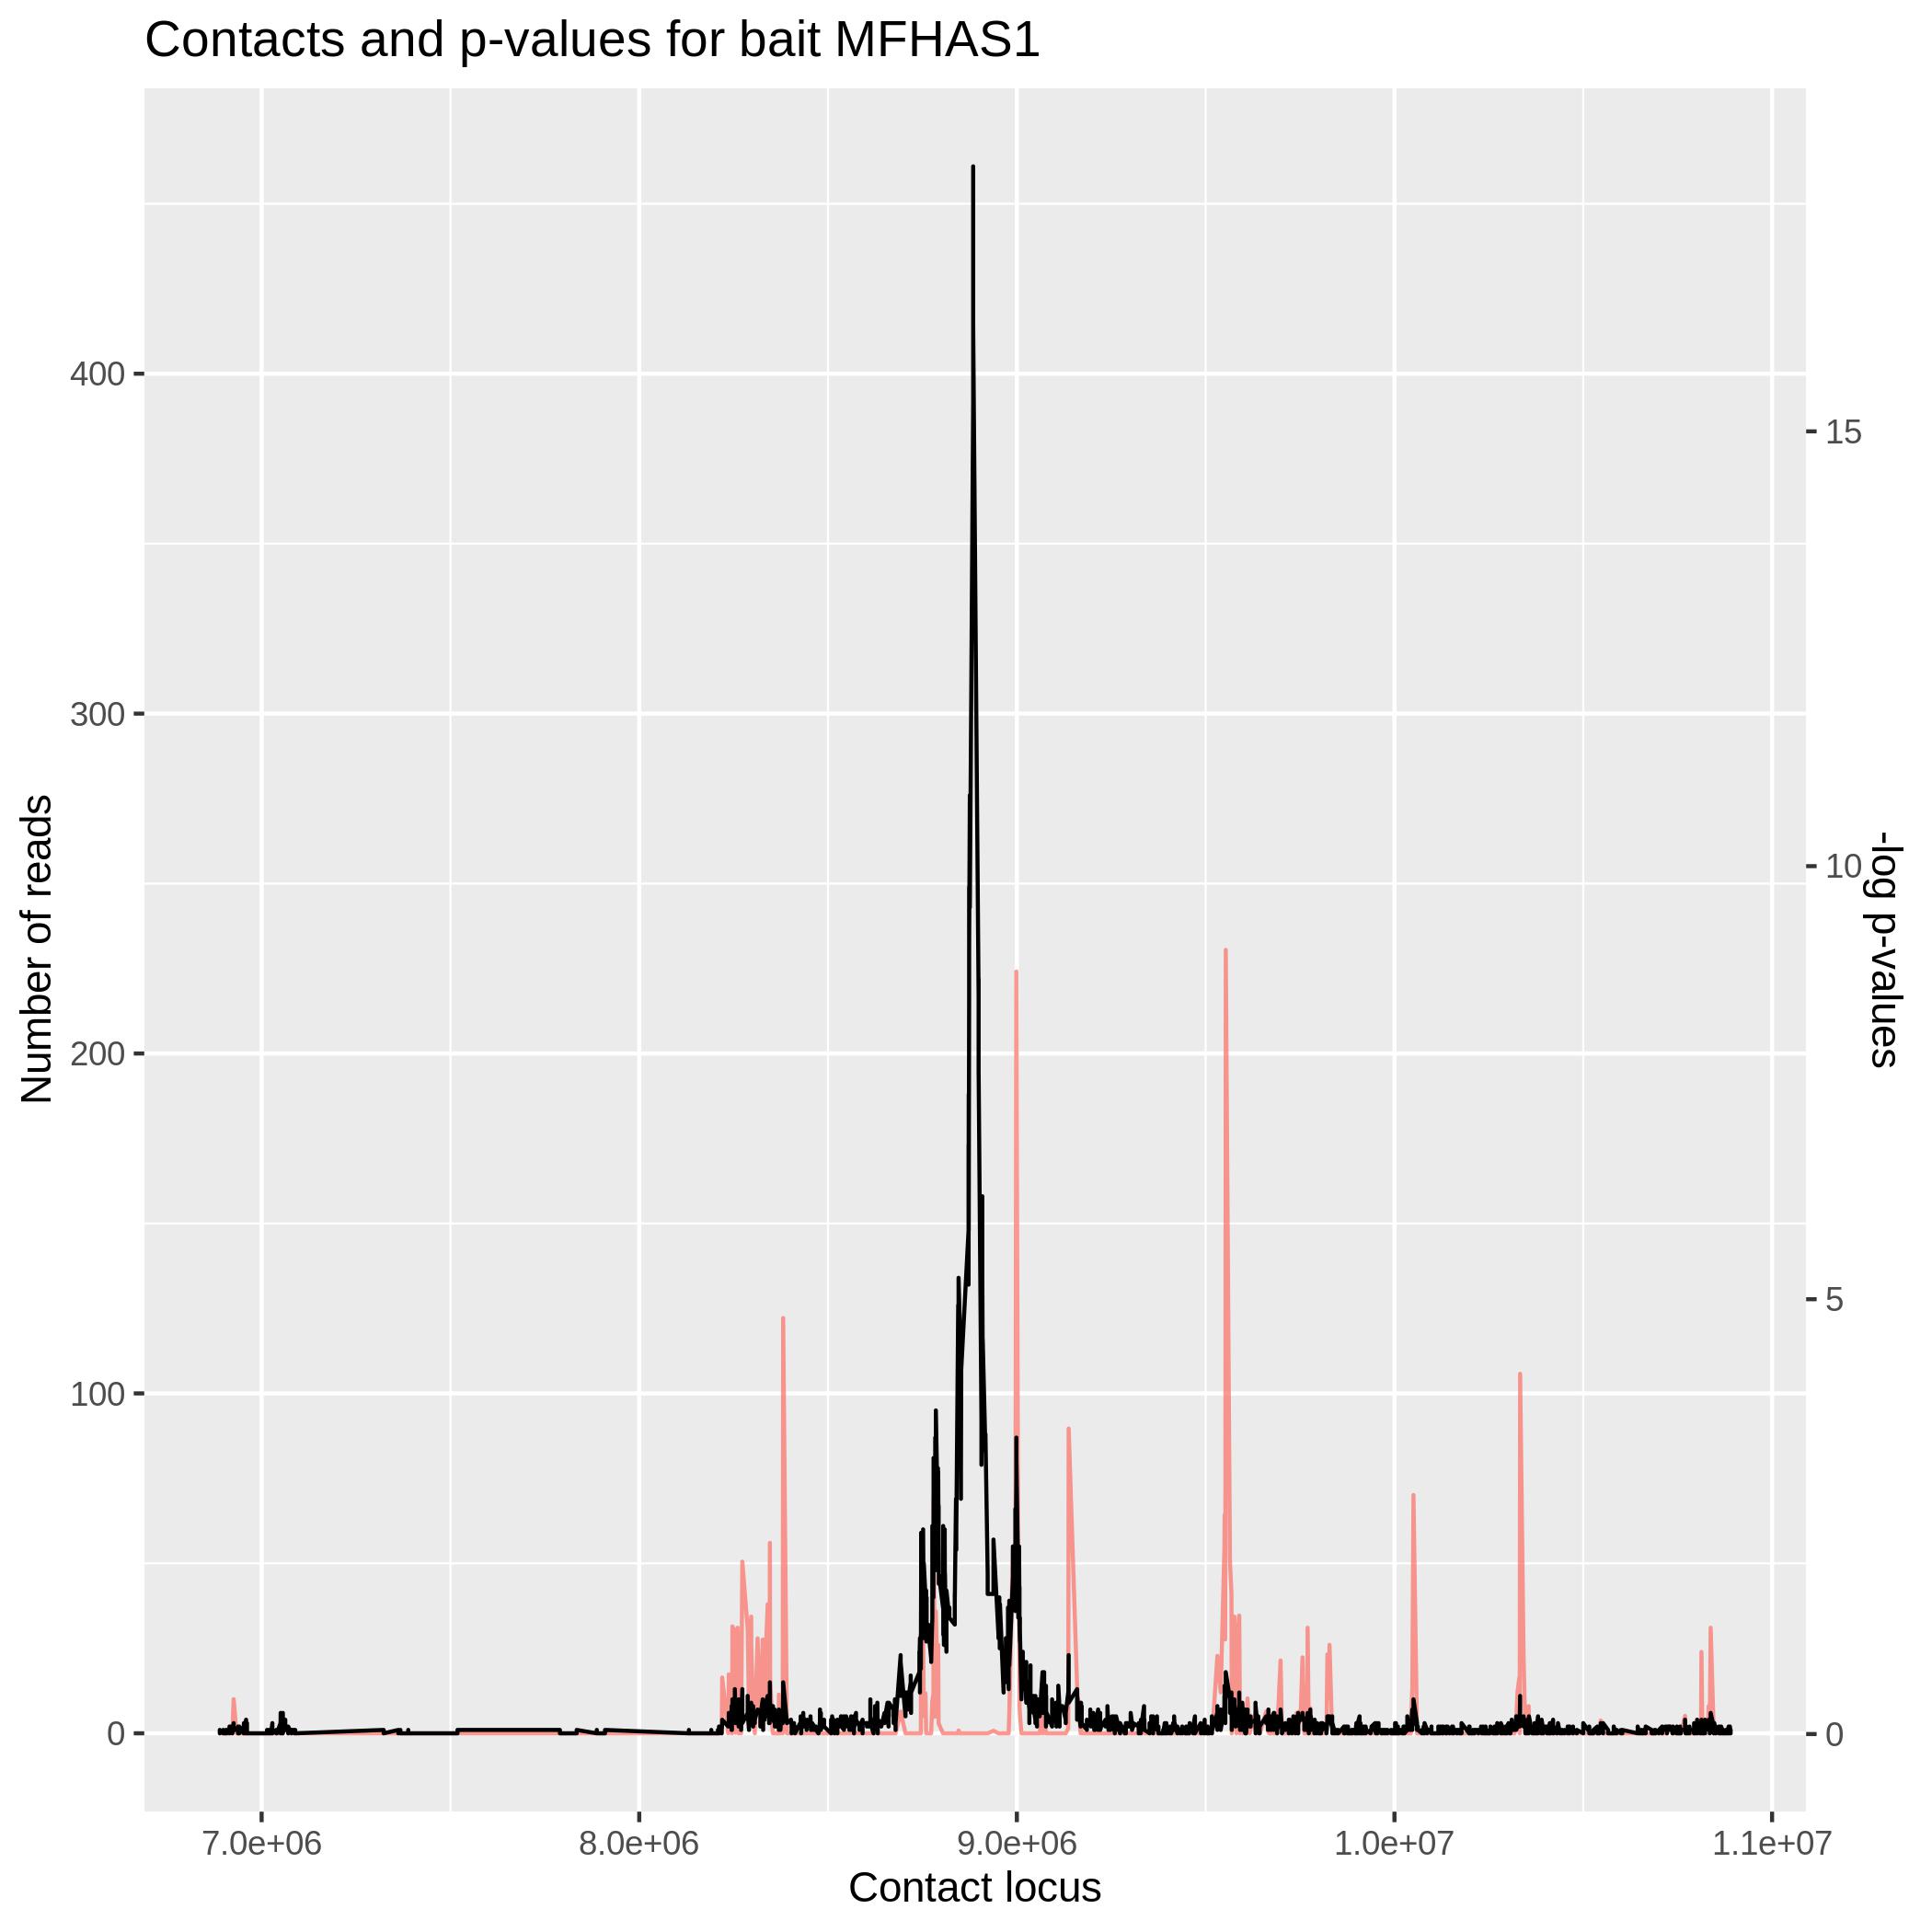 Contacts and p-values for bait MFHAS1
400
300
200
100
0
Number of reads
15
10
5
0
-log p-values
7.0e+06
8.0e+06
9.0e+06
1.0e+07
1.1e+07
Contact locus